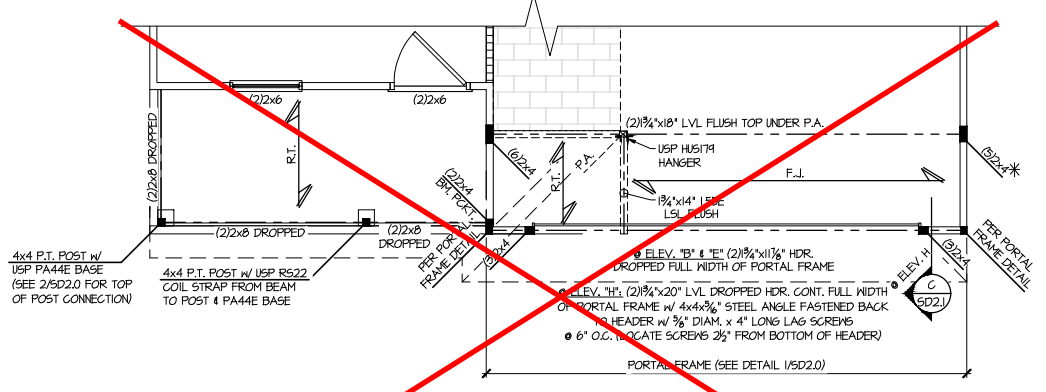 (2)2x6
(2)2x6
(2)2x8 DROPPED
R.T.
(2)2x8 DROPPED
(2)2x8
DROPPED
4x4 P.T. POST W/
USP PA44E BASE
(SEE 2/SD2.0 FOR TOP
OF POST CONNECTION)
4x4 P.T. POST W/ USP RS22
COIL STRAP FROM BEAM
TO POST & PA44E BASE
(2)2x4
BM. PCKT.
PER PORTAL
FRAME DETAIL
(6)2x4
R.T.
P.A.
(3)2x4
(2)1¾"x18" LVL FLUSH TOP UNDER P.A.
USP HUS179
HANGER
F.J.
1¾"x14" 1.55E
LSL FLUSH
(5)2x4*
PER PORTAL
FRAME DETAIL
(3)2x4
@ ELEV. H
C
SD2.1
@ ELEV. "B" & "E" (2)1¾"x11⅞" HDR.
DROPPED FULL WIDTH OF PORTAL FRAME
@ ELEV. "H": (2)1¾"x20" LVL DROPPED HDR. CONT. FULL WIDTH
OF PORTAL FRAME W/ 4x4x5/16" STEEL ANGLE FASTENED BACK
TO HEADER W/ ⅝" DIAM. x 4" LONG LAG SCREWS
@ 6" O.C. (LOCATE SCREWS 2½" FROM BOTTOM OF HEADER)
PORTAL FRAME (SEE DETAIL 1/SD2.0)